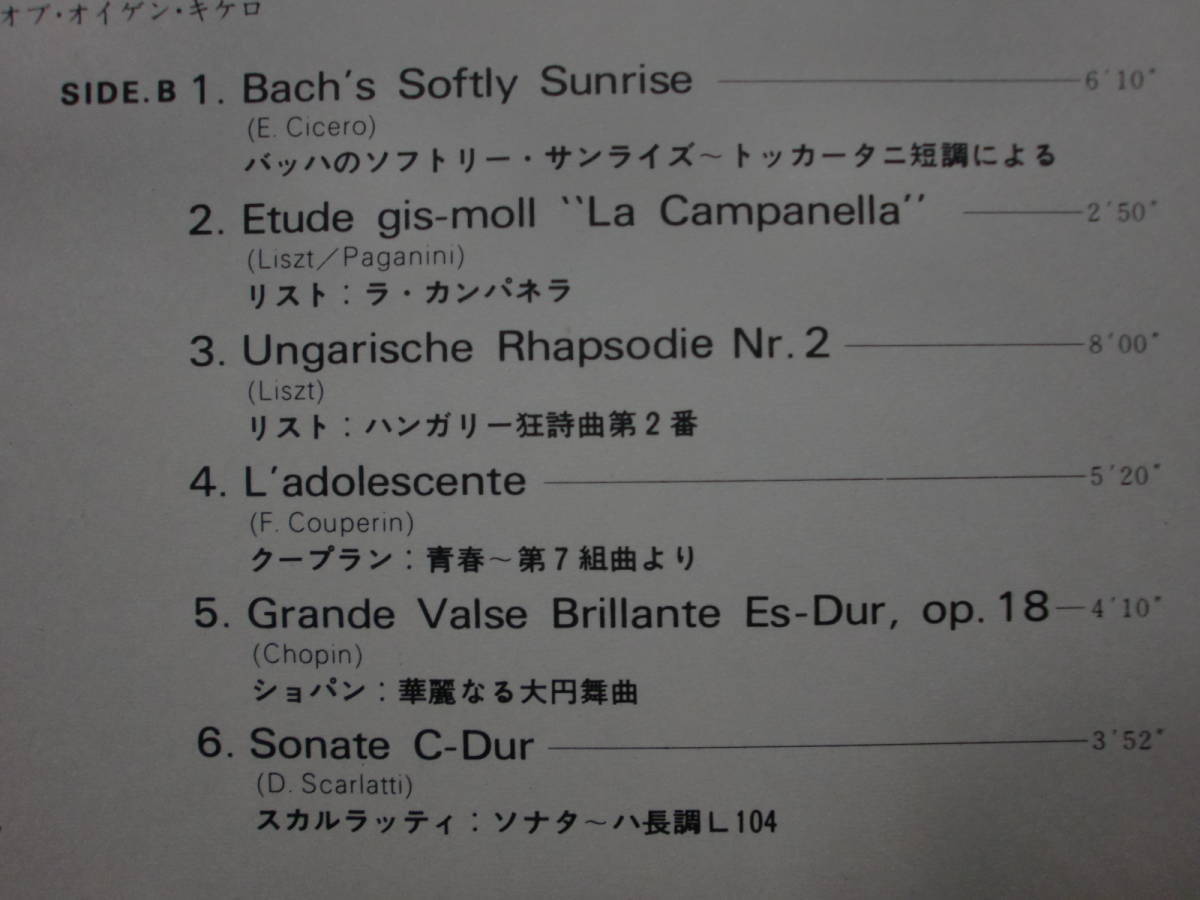 オブ・オイゲン・キケロ
SIDE.B 1. Bach's Softly Sunrise 6'10"
(E. Cicero)
バッハのソフトリー・サンライズ～トッカータニ短調による
2. Etude gis-moll "La Campanella" 2'50"
(Liszt/Paganini)
リスト：ラ・カンパネラ
3. Ungarische Rhapsodie Nr.2 8'00"
(Liszt)
リスト：ハンガリー狂詩曲第2番
4. L'adolescente 5'20"
(F. Couperin)
クープラン：青春～第7組曲より
5. Grande Valse Brillante Es-Dur, op.18 4'10"
(Chopin)
ショパン：華麗なる大円舞曲
6. Sonate C-Dur 3'52"
(D. Scarlatti)
スカルラッティ：ソナタ～ハ長調L104